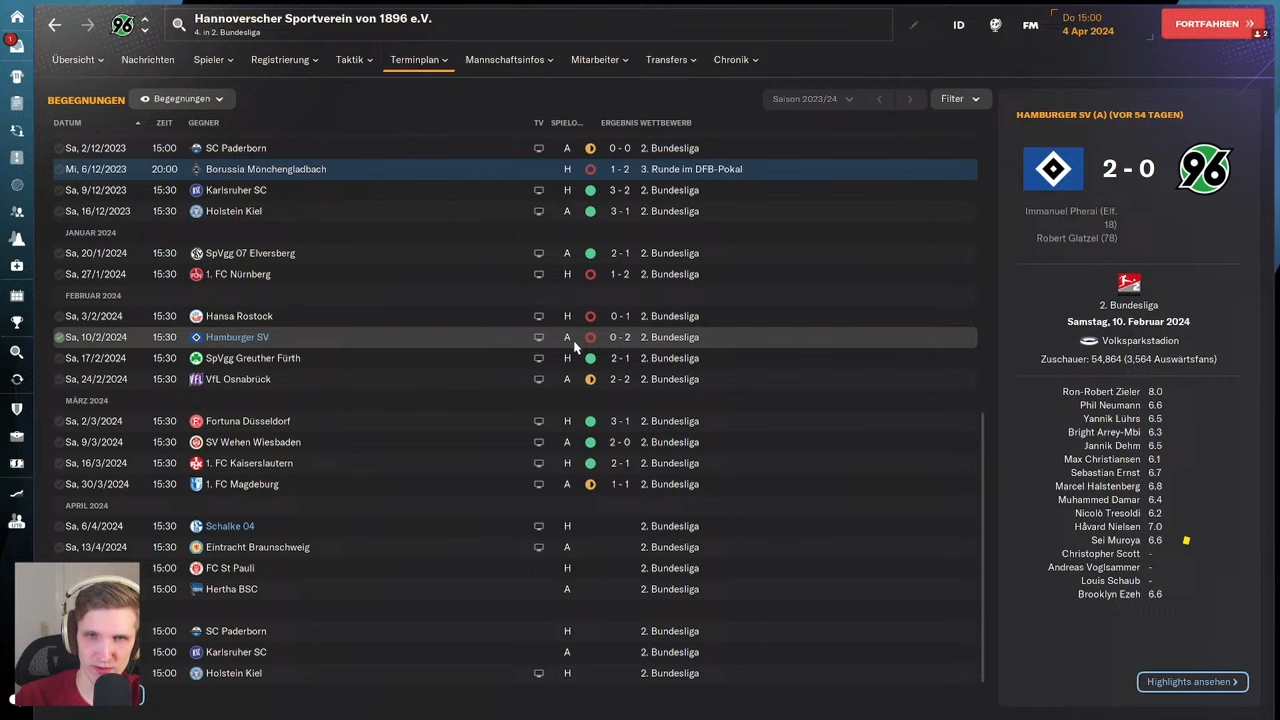 Hannoverscher Sportverein von 1896 e.V.
4. in 2. Bundesliga
ID
FM
Do 15:00
4 Apr 2024
FORTFAHREN
2
1
Übersicht
Nachrichten
Spieler
Registrierung
Taktik
Terminplan
Mannschaftsinfos
Mitarbeiter
Transfers
Chronik
BEGEGNUNGEN
Begegnungen
Saison 2023/24
Filter
DATUM ZEIT GEGNER TV SPIELO... ERGEBNIS WETTBEWERB
Sa, 2/12/2023 15:00 SC Paderborn A 0 - 0 2. Bundesliga
Mi, 6/12/2023 20:00 Borussia Mönchengladbach H 1 - 2 3. Runde im DFB-Pokal
Sa, 9/12/2023 15:30 Karlsruher SC H 3 - 2 2. Bundesliga
Sa, 16/12/2023 15:30 Holstein Kiel A 3 - 1 2. Bundesliga
JANUAR 2024
Sa, 20/1/2024 15:30 SpVgg 07 Elversberg A 2 - 1 2. Bundesliga
Sa, 27/1/2024 15:30 1. FC Nürnberg H 1 - 2 2. Bundesliga
FEBRUAR 2024
Sa, 3/2/2024 15:30 Hansa Rostock H 0 - 1 2. Bundesliga
Sa, 10/2/2024 15:30 Hamburger SV A 0 - 2 2. Bundesliga
Sa, 17/2/2024 15:30 SpVgg Greuther Fürth H 2 - 1 2. Bundesliga
Sa, 24/2/2024 15:30 VfL Osnabrück A 2 - 2 2. Bundesliga
MÄRZ 2024
Sa, 2/3/2024 15:30 Fortuna Düsseldorf H 3 - 1 2. Bundesliga
Sa, 9/3/2024 15:30 SV Wehen Wiesbaden A 2 - 0 2. Bundesliga
Sa, 16/3/2024 15:30 1. FC Kaiserslautern H 2 - 1 2. Bundesliga
Sa, 30/3/2024 15:30 1. FC Magdeburg A 1 - 1 2. Bundesliga
APRIL 2024
Sa, 6/4/2024 15:30 Schalke 04 H 2. Bundesliga
Sa, 13/4/2024 15:30 Eintracht Braunschweig A 2. Bundesliga
15:00 FC St Pauli H 2. Bundesliga
15:00 Hertha BSC A 2. Bundesliga
15:00 SC Paderborn H 2. Bundesliga
15:00 Karlsruher SC A 2. Bundesliga
15:00 Holstein Kiel H 2. Bundesliga
HAMBURGER SV (A) (VOR 54 TAGEN)
2 - 0
96
Immanuel Pherai (Elf.
18)
Robert Glatzel (78)
2. Bundesliga
Samstag, 10. Februar 2024
Volksparkstadion
Zuschauer: 54,864 (3,564 Auswärtsfans)
Ron-Robert Zieler 8.0
Phil Neumann 6.6
Yannik Lührs 6.5
Bright Arrey-Mbi 6.3
Jannik Dehm 6.5
Max Christiansen 6.1
Sebastian Ernst 6.7
Marcel Halstenberg 6.8
Muhammed Damar 6.4
Nicolò Tresoldi 6.2
Håvard Nielsen 7.0
Sei Muroya 6.6
Christopher Scott -
Andreas Voglsammer -
Louis Schaub -
Brooklyn Ezeh 6.6
Highlights ansehen